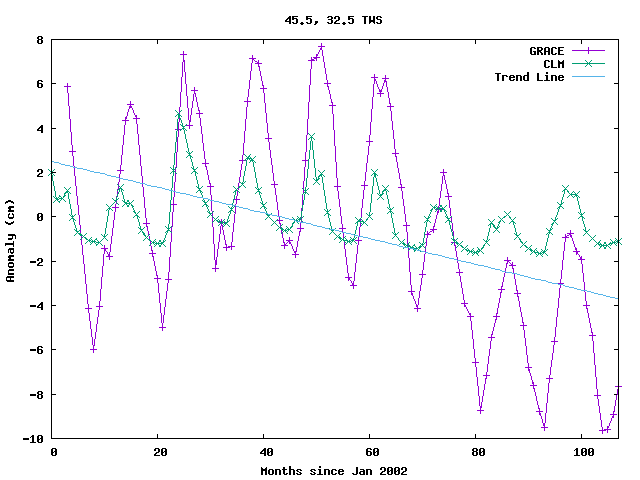 45.5, 32.5 TWS
GRACE
CLM
Trend Line
8
6
4
2
0
-2
-4
-6
-8
-10
Anomaly (cm)
0 20 40 60 80 100
Months since Jan 2002